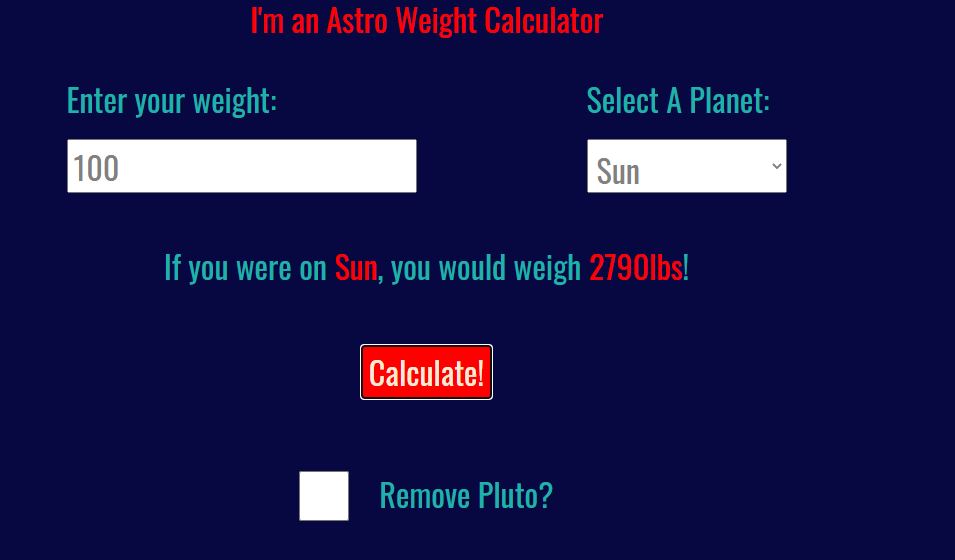 I'm an Astro Weight Calculator
Enter your weight:
Select A Planet:
100
Sun
If you were on Sun, you would weigh 2790lbs!
Calculate!
Remove Pluto?